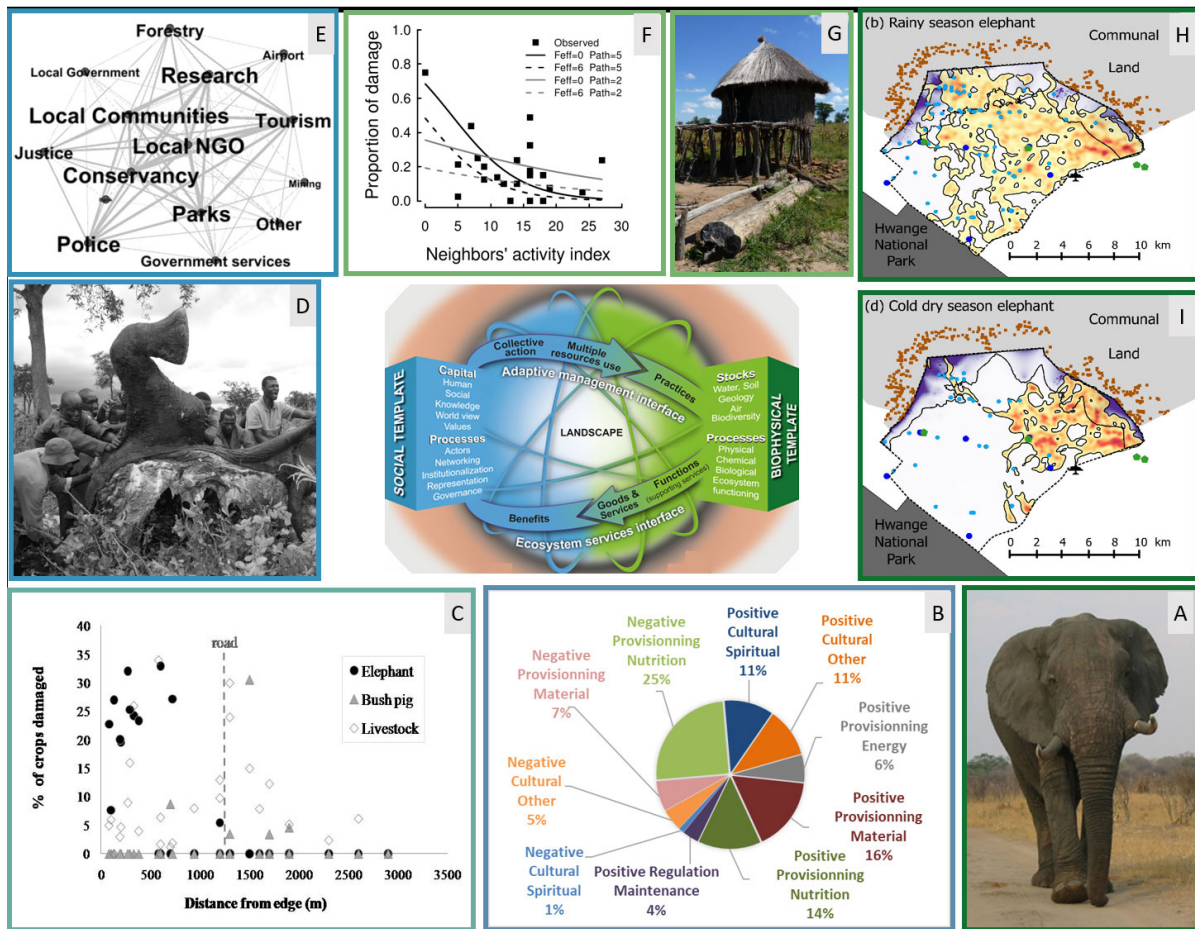 E
Forestry
Airport
Local Government
Research
Local Communities
Tourism
Local NGO
Justice
Conservancy
Mining
Parks
Other
Police
Government services
F
Proportion of damage
1.0
0.8
0.6
0.4
0.2
0.0
Observed
Feff=0 Path=5
Feff=6 Path=5
Feff=0 Path=2
Feff=6 Path=2
0 5 10 15 20 25 30
Neighbors' activity index
G
(b) Rainy season elephant
H
Communal
Land
Hwange
National
Park
0 2 4 6 8 10 km
D
SOCIAL TEMPLATE
Capital
Human
Social
Knowledge
World view
Values
Processes
Actors
Networking
Institutionalization
Representation
Governance
Collective
action
Multiple
resources use
Practices
Adaptive management interface
LANDSCAPE
Stocks
Water, Soil
Geology
Air
Biodiversity
Processes
Physical
Chemical
Biological
Ecosystem
functioning
BIOPHYSICAL
TEMPLATE
Functions
(supporting services)
Goods &
Services
Benefits
Ecosystem services interface
(d) Cold dry season elephant
I
Communal
Land
Hwange
National
Park
0 2 4 6 8 10 km
C
% of crops damaged
40
35
30
25
20
15
10
5
0
road
Elephant
Bush pig
Livestock
0 500 1000 1500 2000 2500 3000 3500
Distance from edge (m)
B
Negative
Provisionning
Nutrition
25%
Positive
Cultural
Spiritual
11%
Positive
Cultural
Other
11%
Negative
Provisionning
Material
7%
Positive
Provisionning
Energy
6%
Negative
Cultural
Other
5%
Positive
Provisionning
Material
16%
Negative
Cultural
Spiritual
1%
Positive Regulation
Maintenance
4%
Positive
Provisionning
Nutrition
14%
A